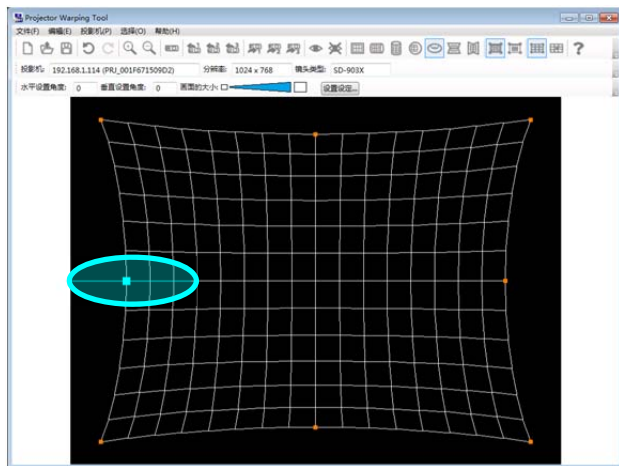 Projector Warping Tool
文件(F) 编辑(E) 投影机(P) 选择(O) 帮助(H)
投影机: 192.168.1.114 (PRJ_001F671509D2) 分辨率: 1024 x 768 镜头类型: SD-903X
水平设置角度: 0 垂直设置角度: 0 画面的大小: 设置设定...